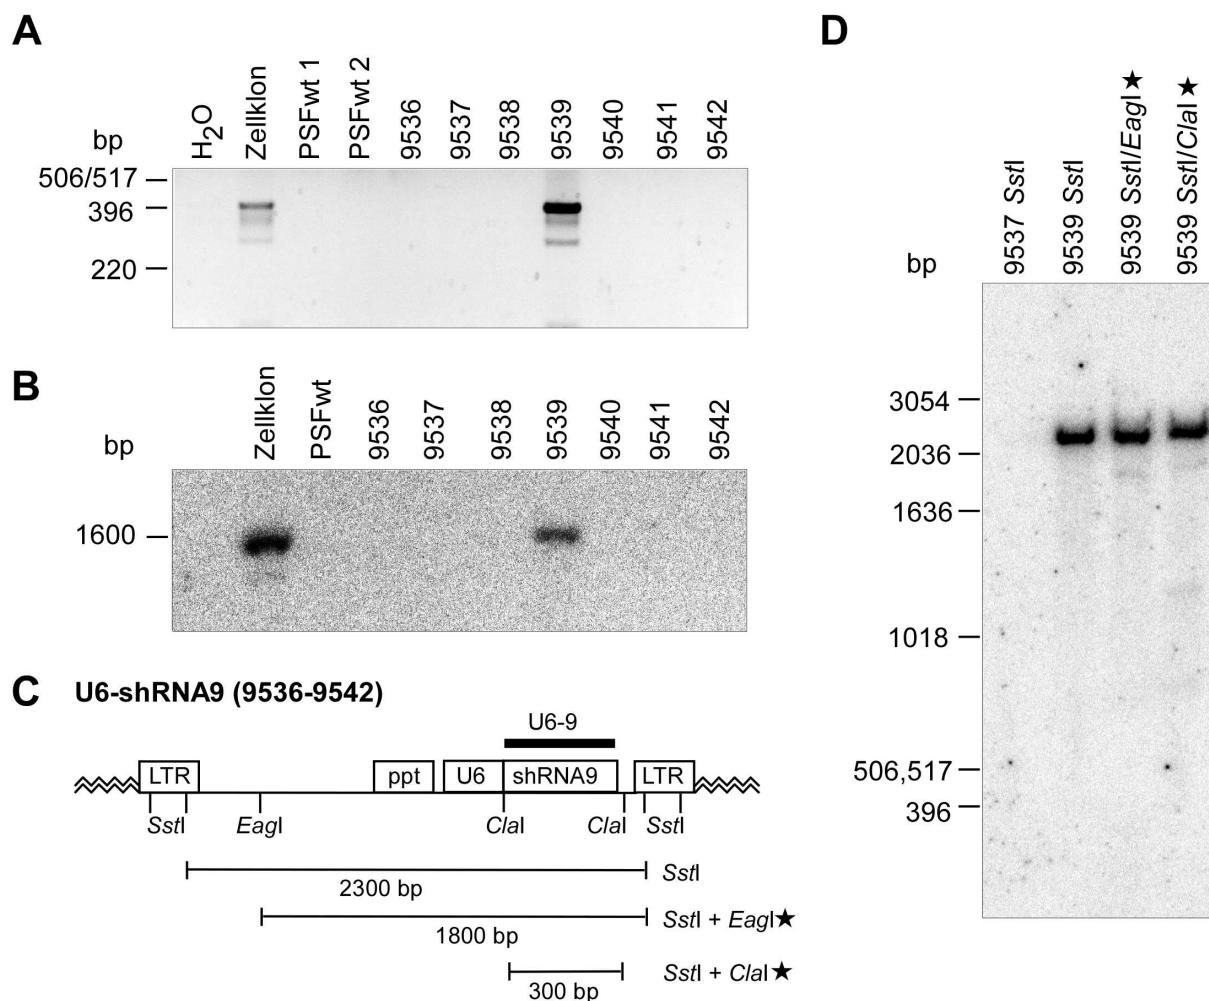 A
bp
H2O
Zellklon
PSFwt 1
PSFwt 2
9536
9537
9538
9539
9540
9541
9542
506/517
396
220
B
bp
Zellklon
PSFwt
9536
9537
9538
9539
9540
9541
9542
1600
C U6-shRNA9 (9536-9542)
U6-9
LTR ppt U6 shRNA9 LTR
SstI EagI ClaI ClaI SstI
2300 bp SstI
1800 bp SstI + EagI★
300 bp SstI + ClaI★
D
bp
9537 SstI
9539 SstI
9539 SstI/EagI★
9539 SstI/ClaI★
3054
2036
1636
1018
506,517
396